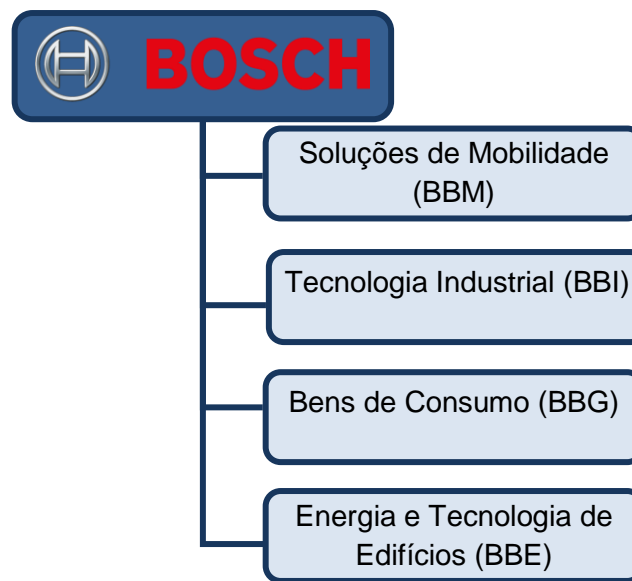 BOSCH
Soluções de Mobilidade
(BBM)
Tecnologia Industrial (BBI)
Bens de Consumo (BBG)
Energia e Tecnologia de
Edifícios (BBE)